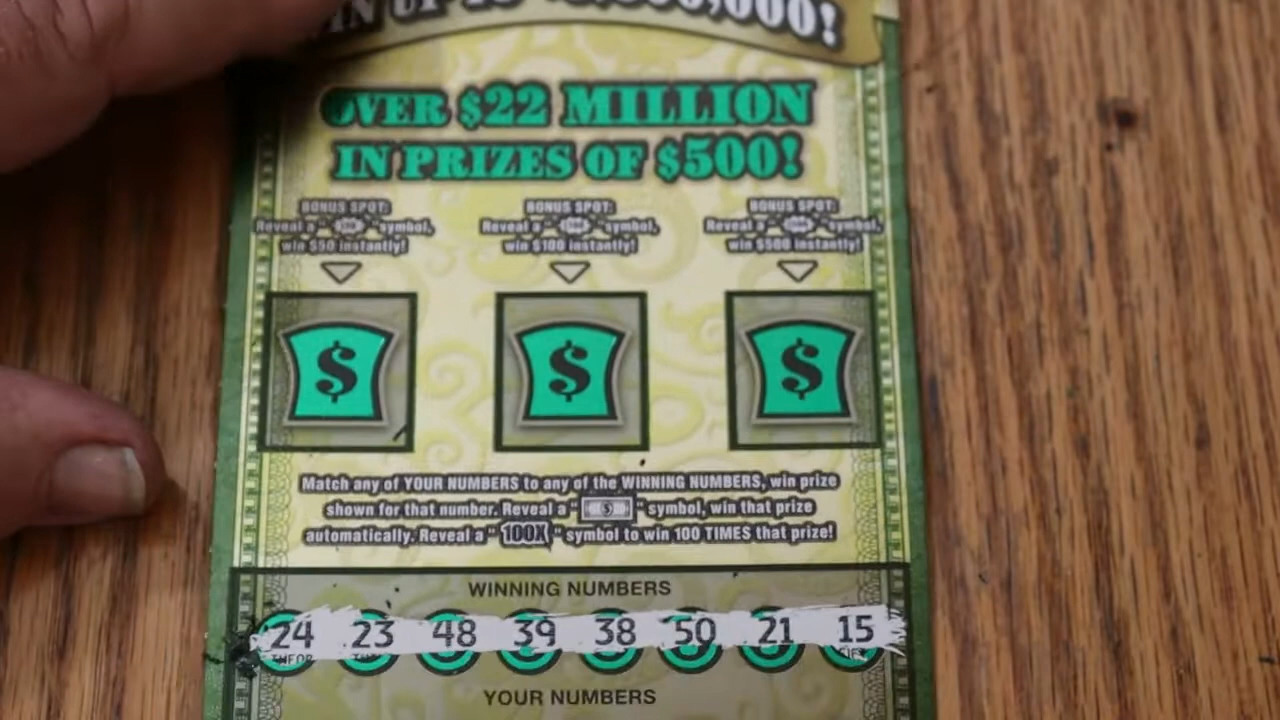 OVER $22 MILLION
IN PRIZES OF $500!
BONUS SPOT:
Reveal a " " symbol,
win $50 instantly!
BONUS SPOT:
Reveal a " " symbol,
win $100 instantly!
BONUS SPOT:
Reveal a " " symbol,
win $500 instantly!
$ $ $
Match any of YOUR NUMBERS to any of the WINNING NUMBERS, win prize
shown for that number. Reveal a " $ " symbol, win that prize
automatically. Reveal a " 100X " symbol to win 100 TIMES that prize!
WINNING NUMBERS
24 23 48 39 38 50 21 15
YOUR NUMBERS